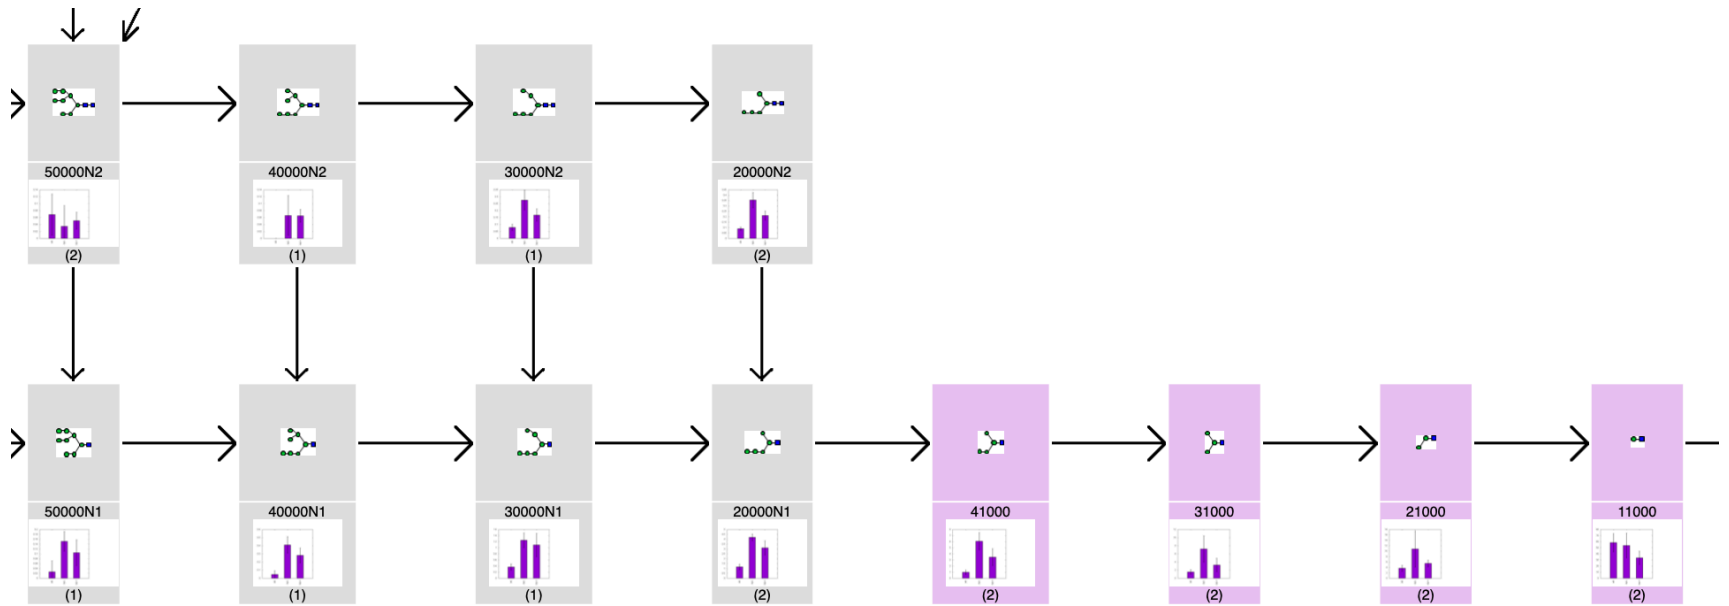 50000N2 40000N2 30000N2 20000N2
(2) (1) (1) (2)
50000N1 40000N1 30000N1 20000N1 41000 31000 21000 11000
(1) (1) (1) (2) (2) (2) (2) (2)